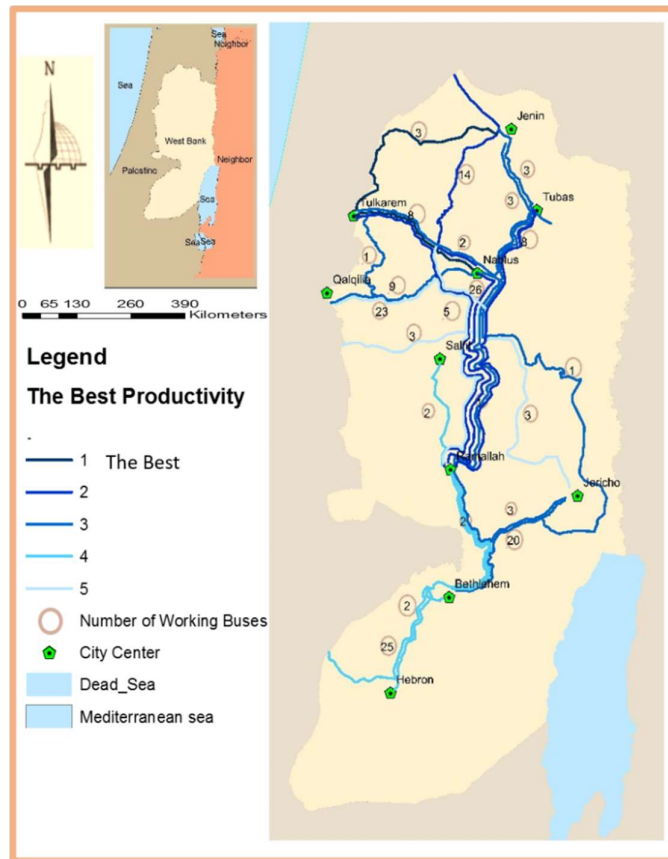 N
Sea
Sea
Neighbor
West Bank
Palestine
Neighbor
Sea
Sea
Sea
0 65 130 260 390
Kilometers
Legend
The Best Productivity
1 The Best
2
3
4
5
Number of Working Buses
City Center
Dead_Sea
Mediterranean sea
Jenin
3
14
3
3
Tubas
Tulkarem
8
8
2
Nablus
1
Qalqilia
9
26
23
5
3
Salfit
1
2
3
Ramallah
Jericho
3
2
20
Bethlehem
2
25
Hebron